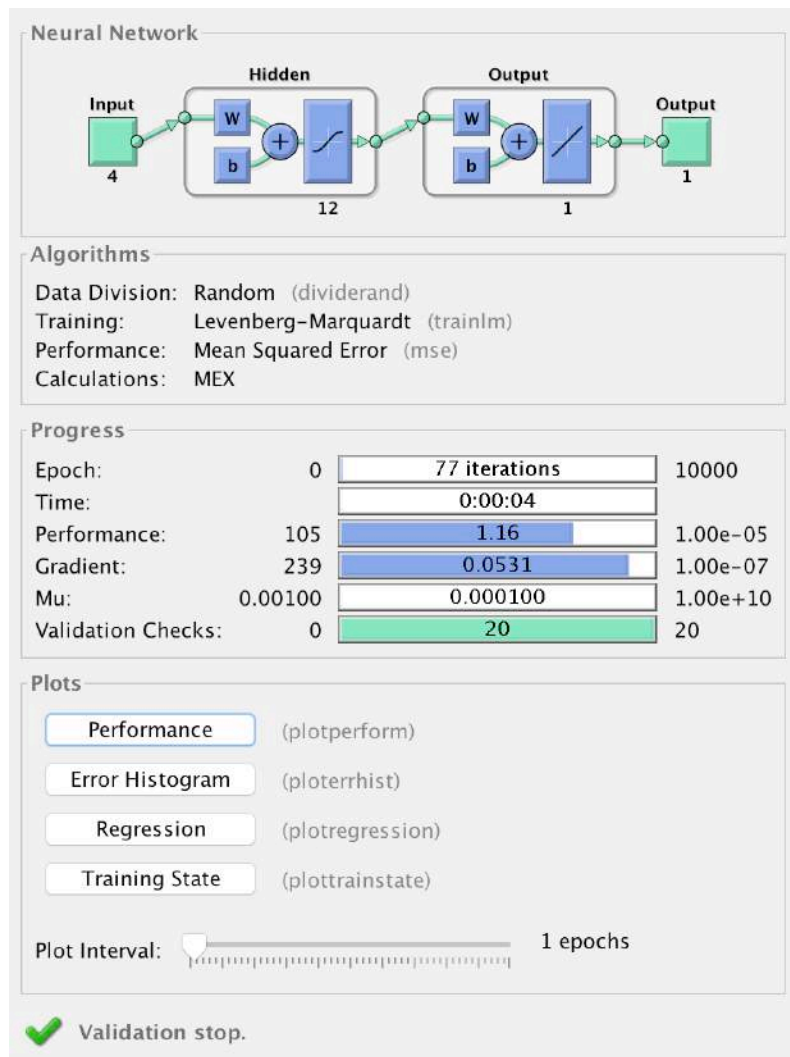 Neural Network
Hidden
Output
Input
Output
W
b
+
W
b
+
4
12
1
1
Algorithms
Data Division: Random (dividerand)
Training: Levenberg-Marquardt (trainlm)
Performance: Mean Squared Error (mse)
Calculations: MEX
Progress
Epoch: 0 77 iterations 10000
Time: 0:00:04
Performance: 105 1.16 1.00e-05
Gradient: 239 0.0531 1.00e-07
Mu: 0.00100 0.000100 1.00e+10
Validation Checks: 0 20 20
Plots
Performance (plotperform)
Error Histogram (ploterrhist)
Regression (plotregression)
Training State (plottrainstate)
Plot Interval: 1 epochs
Validation stop.